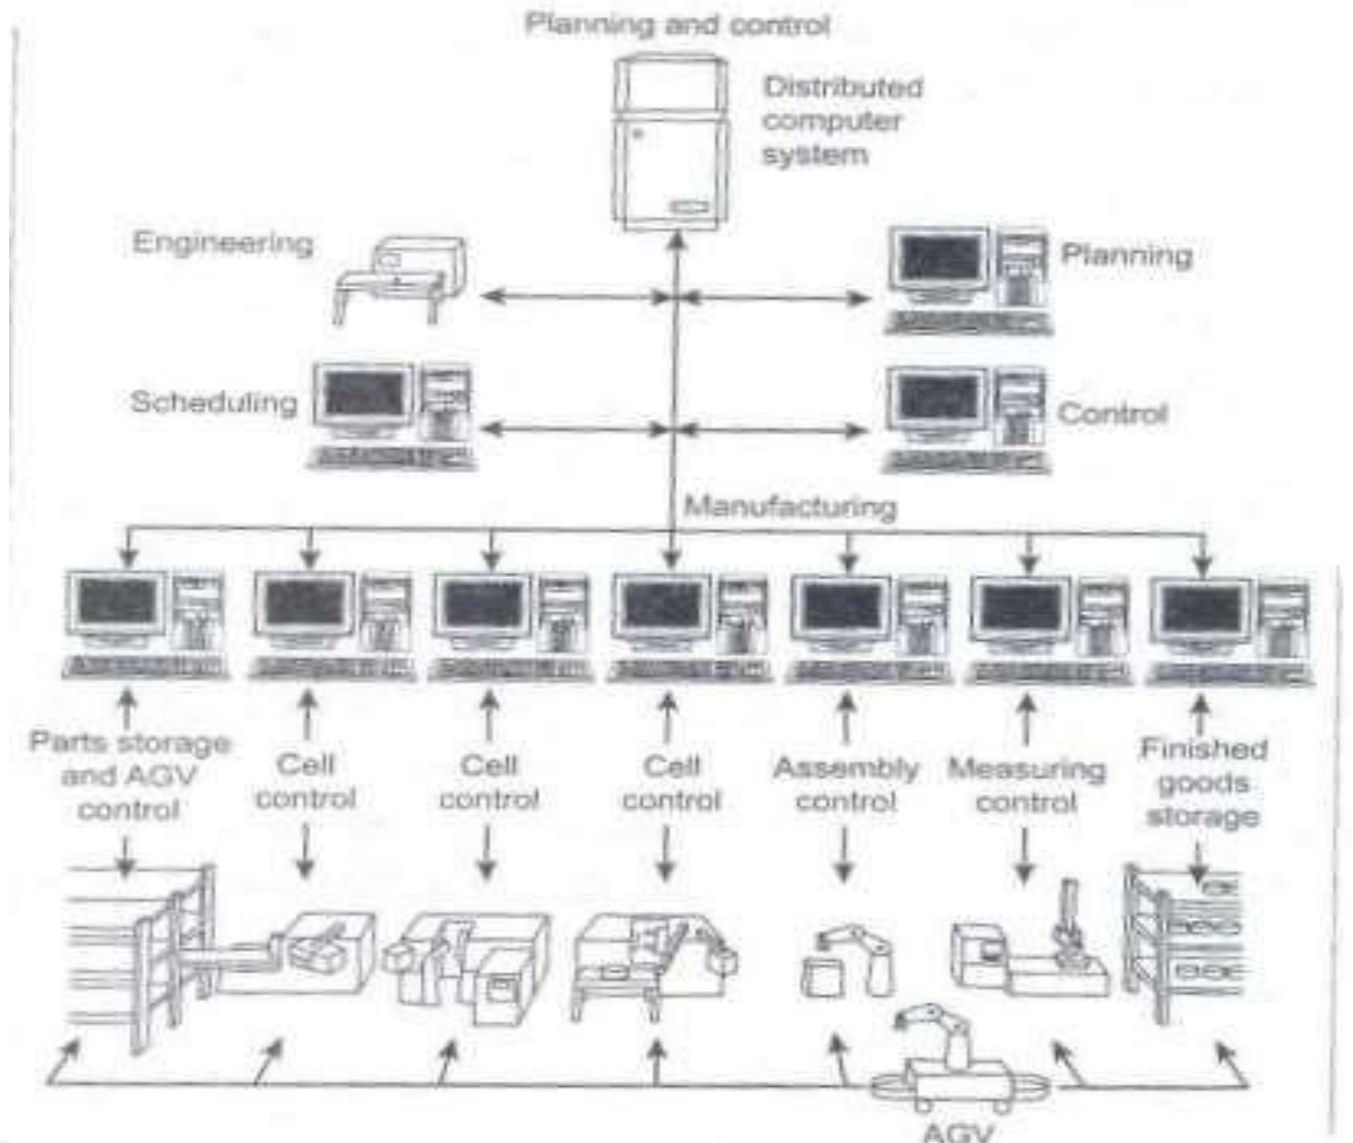 Planning and control
Distributed
computer
system
Engineering
Planning
Scheduling
Control
Manufacturing
Parts storage
and AGV
control
Cell
control
Cell
control
Cell
control
Assembly
control
Measuring
control
Finished
goods
storage
AGV